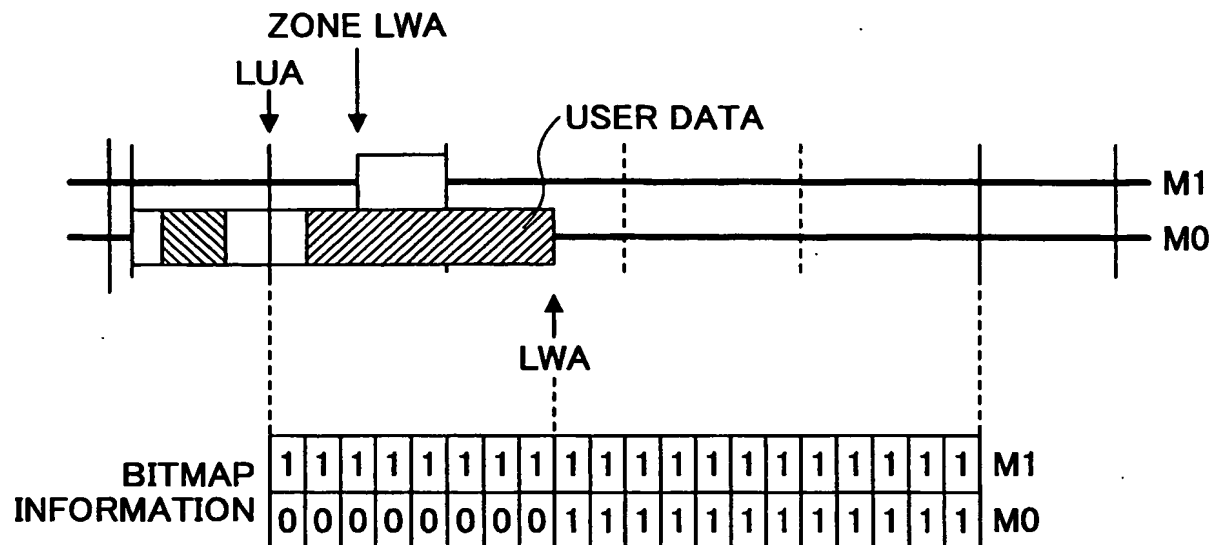 ZONE LWA
LUA
USER DATA
M1
M0
LWA
BITMAP INFORMATION
1 1 1 1 1 1 1 1 1 1 1 1 1 1 1 1 1 1 1 1 M1
0 0 0 0 0 0 0 0 1 1 1 1 1 1 1 1 1 1 1 1 M0